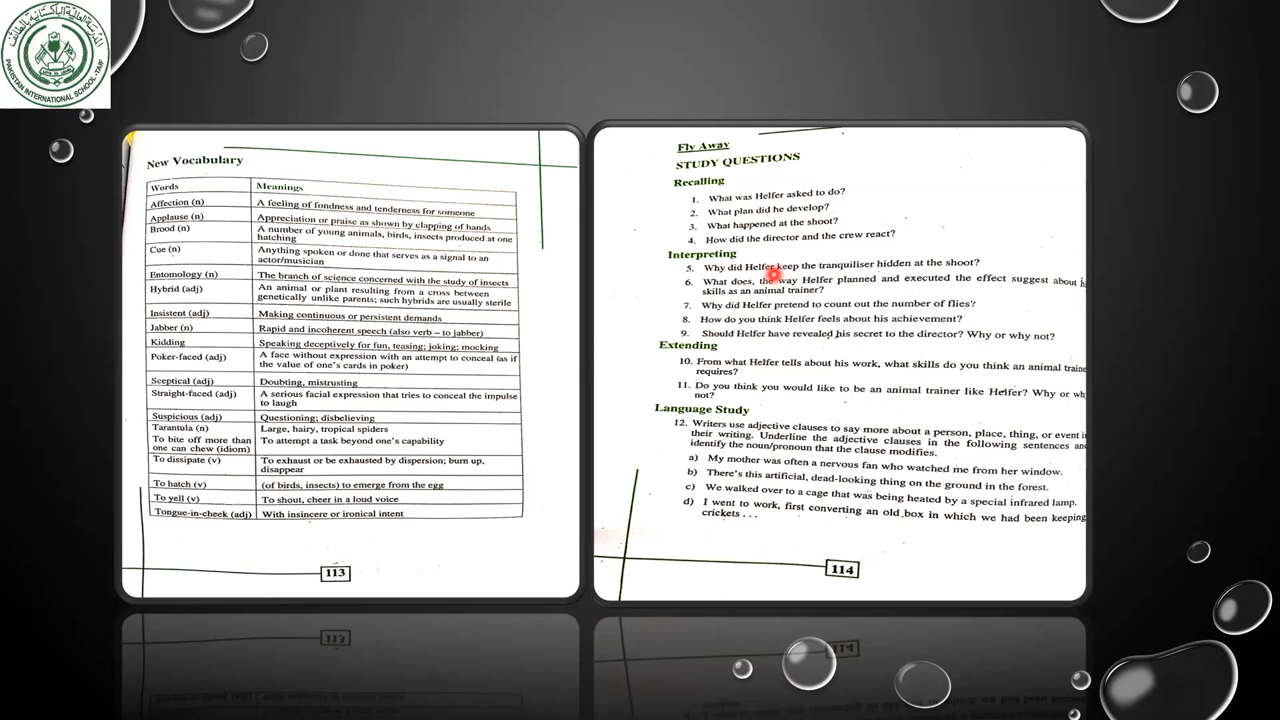 PAKISTAN INTERNATIONAL SCHOOL-TAIF
New Vocabulary
Words Meanings
Affection (n) A feeling of fondness and tenderness for someone
Applause (n) Appreciation or praise as shown by clapping of hands
Brood (n) A number of young animals, birds, insects produced at one
hatching
Cue (n) Anything spoken or done that serves as a signal to an
actor/musician
Entomology (n) The branch of science concerned with the study of insects
Hybrid (adj) An animal or plant resulting from a cross between
genetically unlike parents; such hybrids are usually sterile
Insistent (adj) Making continuous or persistent demands
Jabber (n) Rapid and incoherent speech (also verb – to jabber)
Kidding Speaking deceptively for fun, teasing; joking; mocking
Poker-faced (adj) A face without expression with an attempt to conceal (as if
the value of one's cards in poker)
Sceptical (adj) Doubting, mistrusting
Straight-faced (adj) A serious facial expression that tries to conceal the impulse
to laugh
Suspicious (adj) Questioning; disbelieving
Tarantula (n) Large, hairy, tropical spiders
To bite off more than To attempt a task beyond one's capability
one can chew (idiom)
To dissipate (v) To exhaust or be exhausted by dispersion; burn up,
disappear
To hatch (v) (of birds, insects) to emerge from the egg
To yell (v) To shout, cheer in a loud voice
Tongue-in-cheek (adj) With insincere or ironical intent
113
Fly Away
STUDY QUESTIONS
Recalling
1. What was Helfer asked to do?
2. What plan did he develop?
3. What happened at the shoot?
4. How did the director and the crew react?
Interpreting
5. Why did Helfer keep the tranquiliser hidden at the shoot?
6. What does, the way Helfer planned and executed the effect suggest about
skills as an animal trainer?
7. Why did Helfer pretend to count out the number of flies?
8. How do you think Helfer feels about his achievement?
9. Should Helfer have revealed his secret to the director? Why or why not?
Extending
10. From what Helfer tells about his work, what skills do you think an animal traine
requires?
11. Do you think you would like to be an animal trainer like Helfer? Why or wh
not?
Language Study
12. Writers use adjective clauses to say more about a person, place, thing, or event i
their writing. Underline the adjective clauses in the following sentences an
identify the noun/pronoun that the clause modifies.
a) My mother was often a nervous fan who watched me from her window.
b) There's this artificial, dead-looking thing on the ground in the forest.
c) We walked over to a cage that was being heated by a special infrared lamp.
d) I went to work, first converting an old box in which we had been keeping
crickets . . .
114